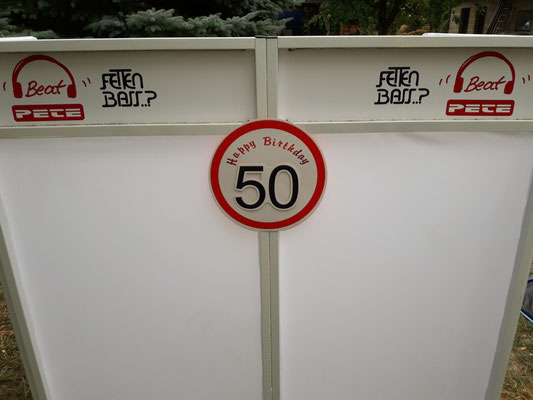 Beat
PETE
FETTEN
BASS..?
FETTEN
BASS..?
Beat
PETE
Happy Birthday
50